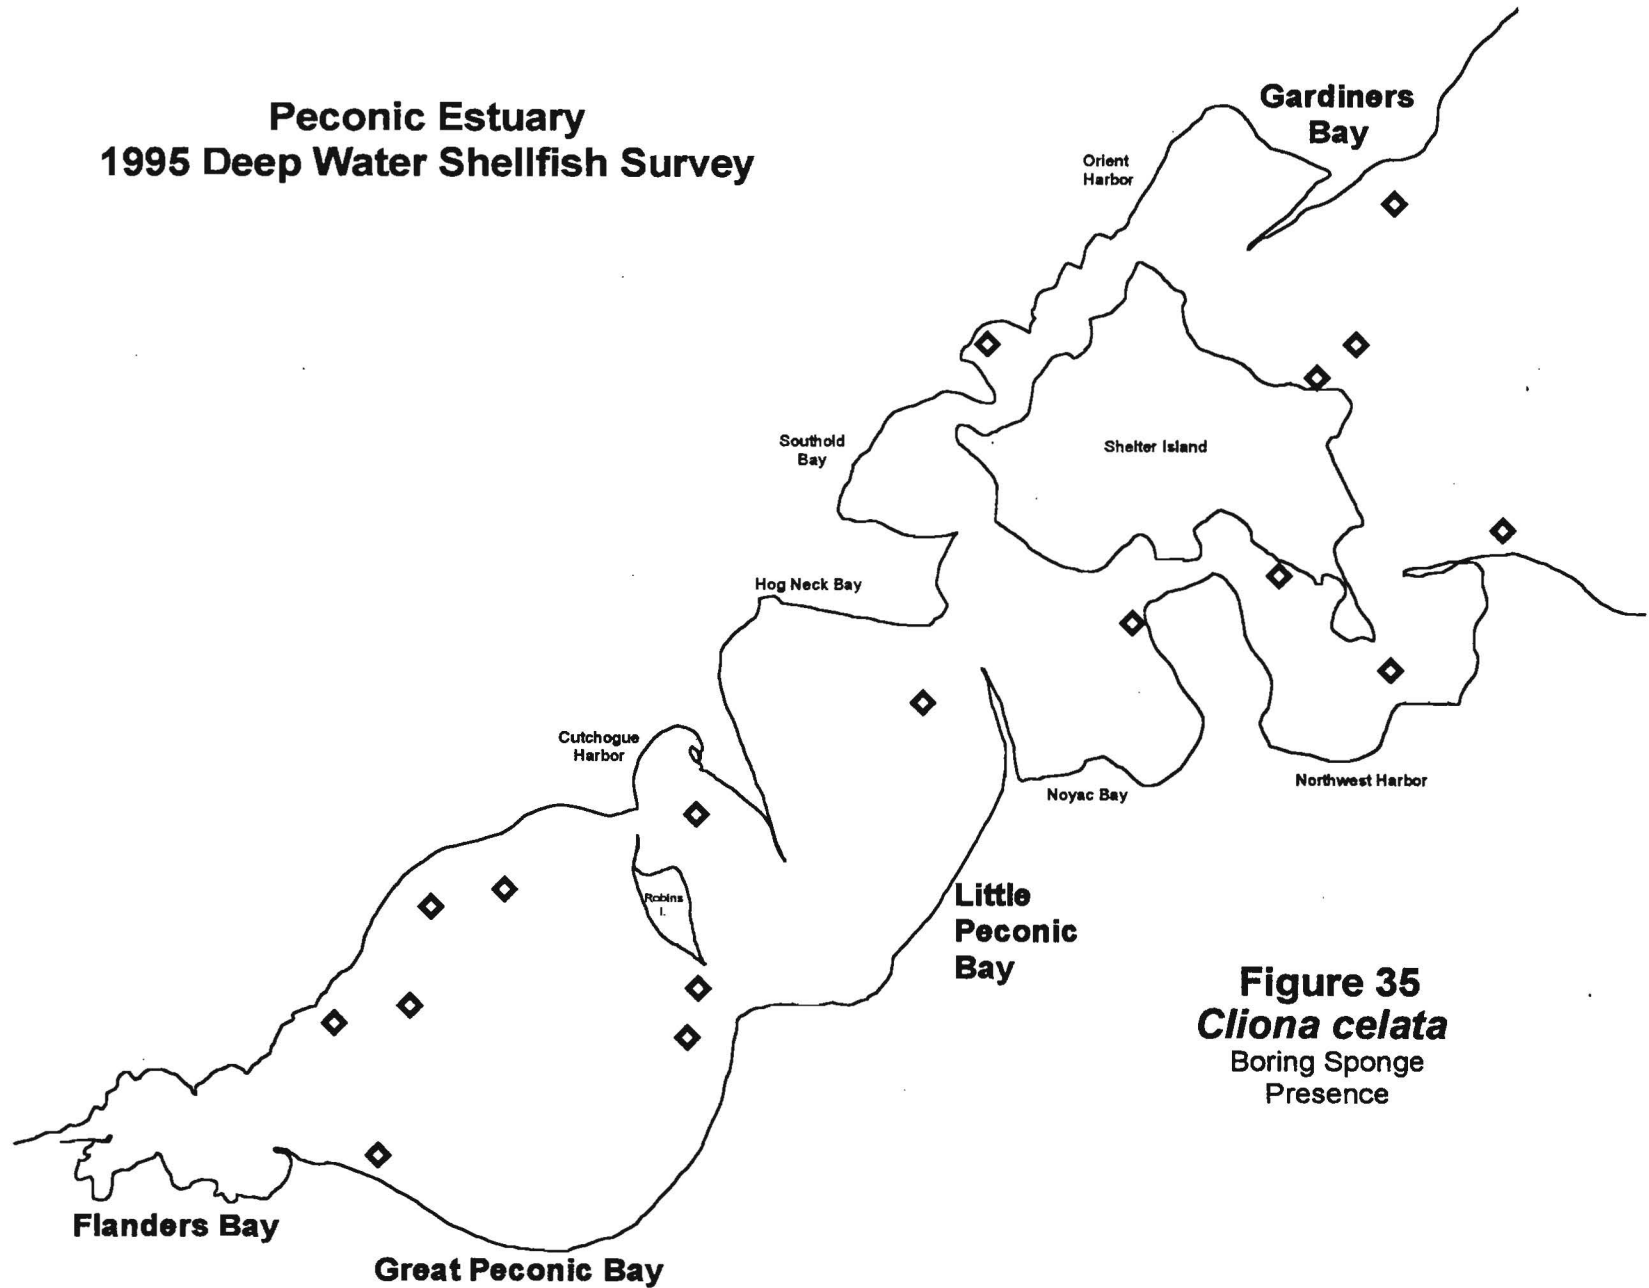 Peconic Estuary
1995 Deep Water Shellfish Survey
Gardiners
Bay
Orient
Harbor
Southold
Bay
Shelter Island
Hog Neck Bay
Cutchogue
Harbor
Noyac Bay
Northwest Harbor
Robins
I.
Little
Peconic
Bay
Figure 35
Cliona celata
Boring Sponge
Presence
Flanders Bay
Great Peconic Bay